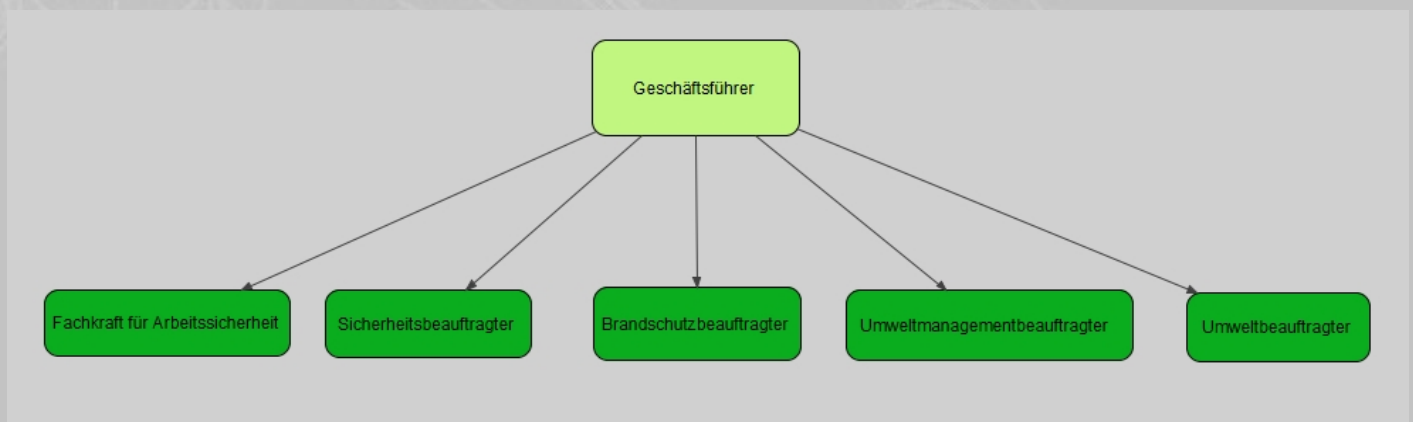 Geschäftsführer
Fachkraft für Arbeitssicherheit
Sicherheitsbeauftragter
Brandschutzbeauftragter
Umweltmanagementbeauftragter
Umweltbeauftragter